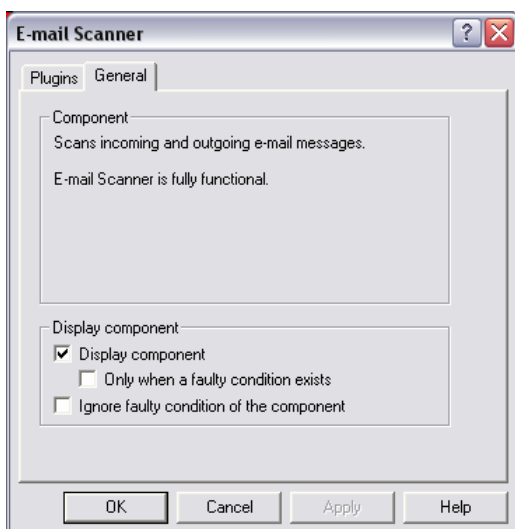 E-mail Scanner
Plugins General
Component
Scans incoming and outgoing e-mail messages.
E-mail Scanner is fully functional.
Display component
Display component
Only when a faulty condition exists
Ignore faulty condition of the component
OK Cancel Apply Help